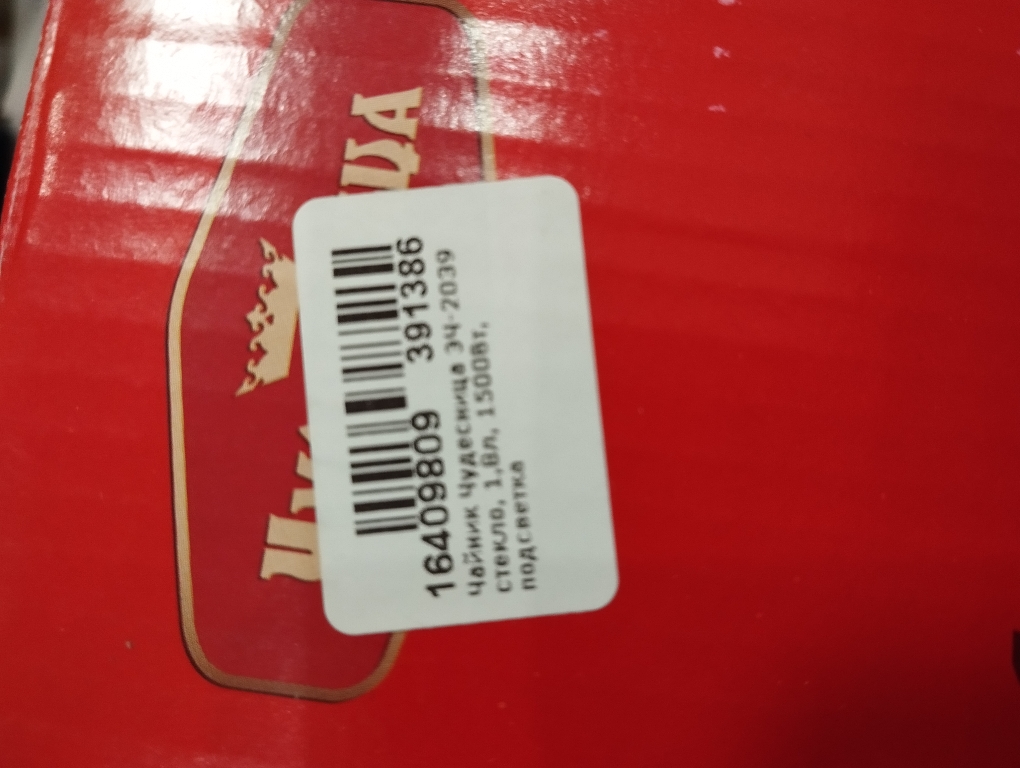 16409809 391386
Чайник Чудесница ЭЧ-2039
стекло, 1,8л, 1500Вт,
подсветка